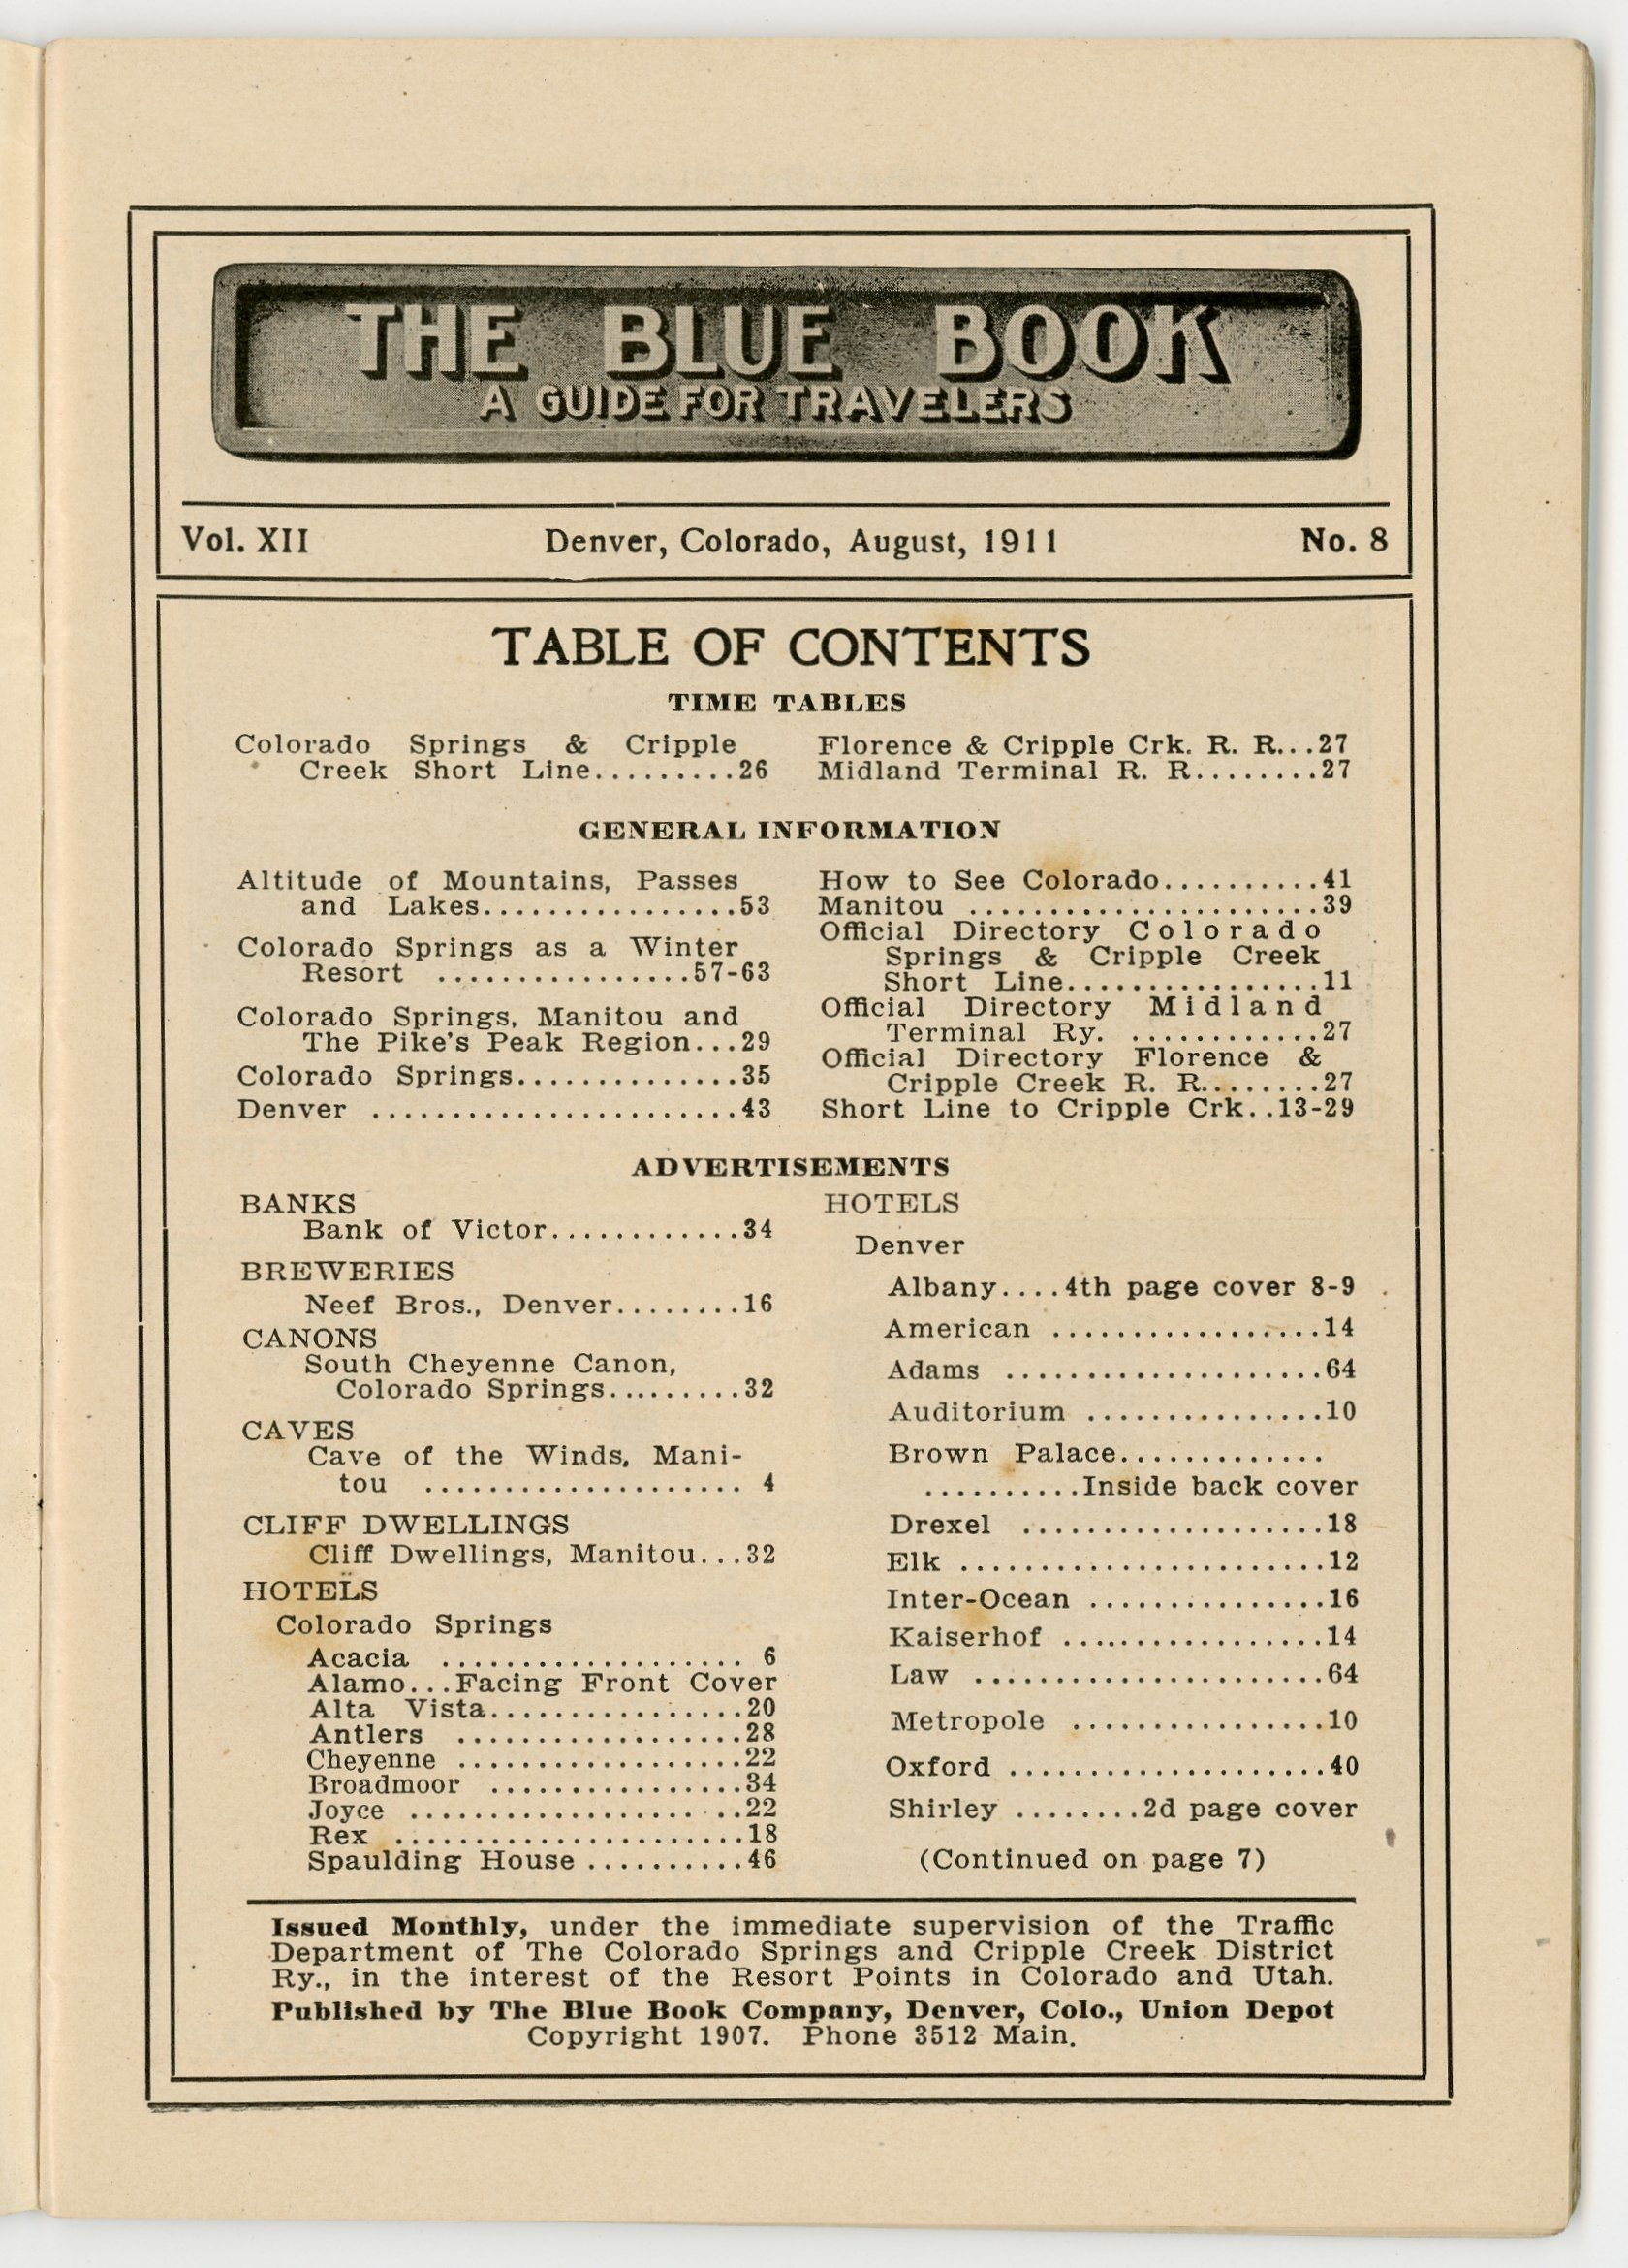 THE BLUE BOOK
A GUIDE FOR TRAVELERS
Vol. XII Denver, Colorado, August, 1911 No. 8
TABLE OF CONTENTS
TIME TABLES
Colorado Springs & Cripple
Creek Short Line.........26
Florence & Cripple Crk. R. R...27
Midland Terminal R. R........27
GENERAL INFORMATION
Altitude of Mountains, Passes
and Lakes................53
Colorado Springs as a Winter
Resort ................57-63
Colorado Springs, Manitou and
The Pike's Peak Region...29
Colorado Springs..............35
Denver .......................43
How to See Colorado..........41
Manitou ......................39
Official Directory Colorado
Springs & Cripple Creek
Short Line................11
Official Directory Midland
Terminal Ry. ............27
Official Directory Florence &
Cripple Creek R. R........27
Short Line to Cripple Crk..13-29
ADVERTISEMENTS
BANKS
Bank of Victor............34
BREWERIES
Neef Bros., Denver........16
CANONS
South Cheyenne Canon,
Colorado Springs.........32
CAVES
Cave of the Winds, Mani-
tou .................... 4
CLIFF DWELLINGS
Cliff Dwellings, Manitou...32
HOTELS
Colorado Springs
Acacia ................... 6
Alamo...Facing Front Cover
Alta Vista................20
Antlers ..................28
Cheyenne ..................22
Broadmoor ................34
Joyce .....................22
Rex ......................18
Spaulding House ..........46
HOTELS
Denver
Albany....4th page cover 8-9
American .................14
Adams ....................64
Auditorium ...............10
Brown Palace.............
..........Inside back cover
Drexel ...................18
Elk .......................12
Inter-Ocean ...............16
Kaiserhof .................14
Law ......................64
Metropole ................10
Oxford ....................40
Shirley ........2d page cover
(Continued on page 7)
Issued Monthly, under the immediate supervision of the Traffic
Department of The Colorado Springs and Cripple Creek District
Ry., in the interest of the Resort Points in Colorado and Utah.
Published by The Blue Book Company, Denver, Colo., Union Depot
Copyright 1907. Phone 3512 Main.